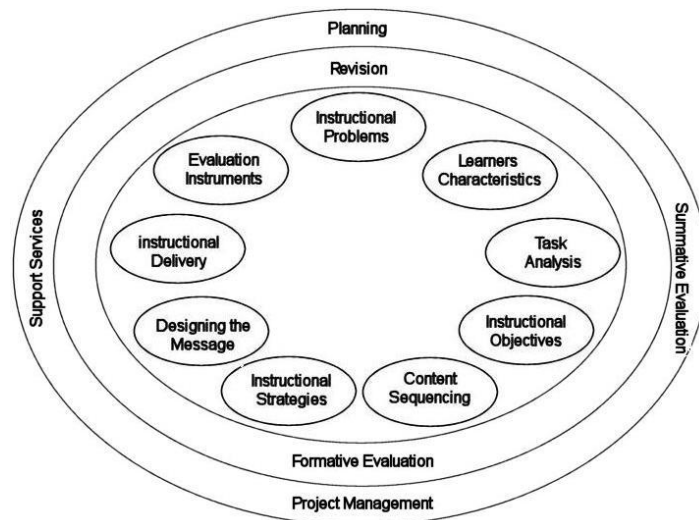 Planning
Revision
Instructional
Problems
Evaluation
Instruments
Learners
Characteristics
instructional
Delivery
Task
Analysis
Support Services
Summative Evaluation
Designing the
Message
Instructional
Objectives
Instructional
Strategies
Content
Sequencing
Formative Evaluation
Project Management